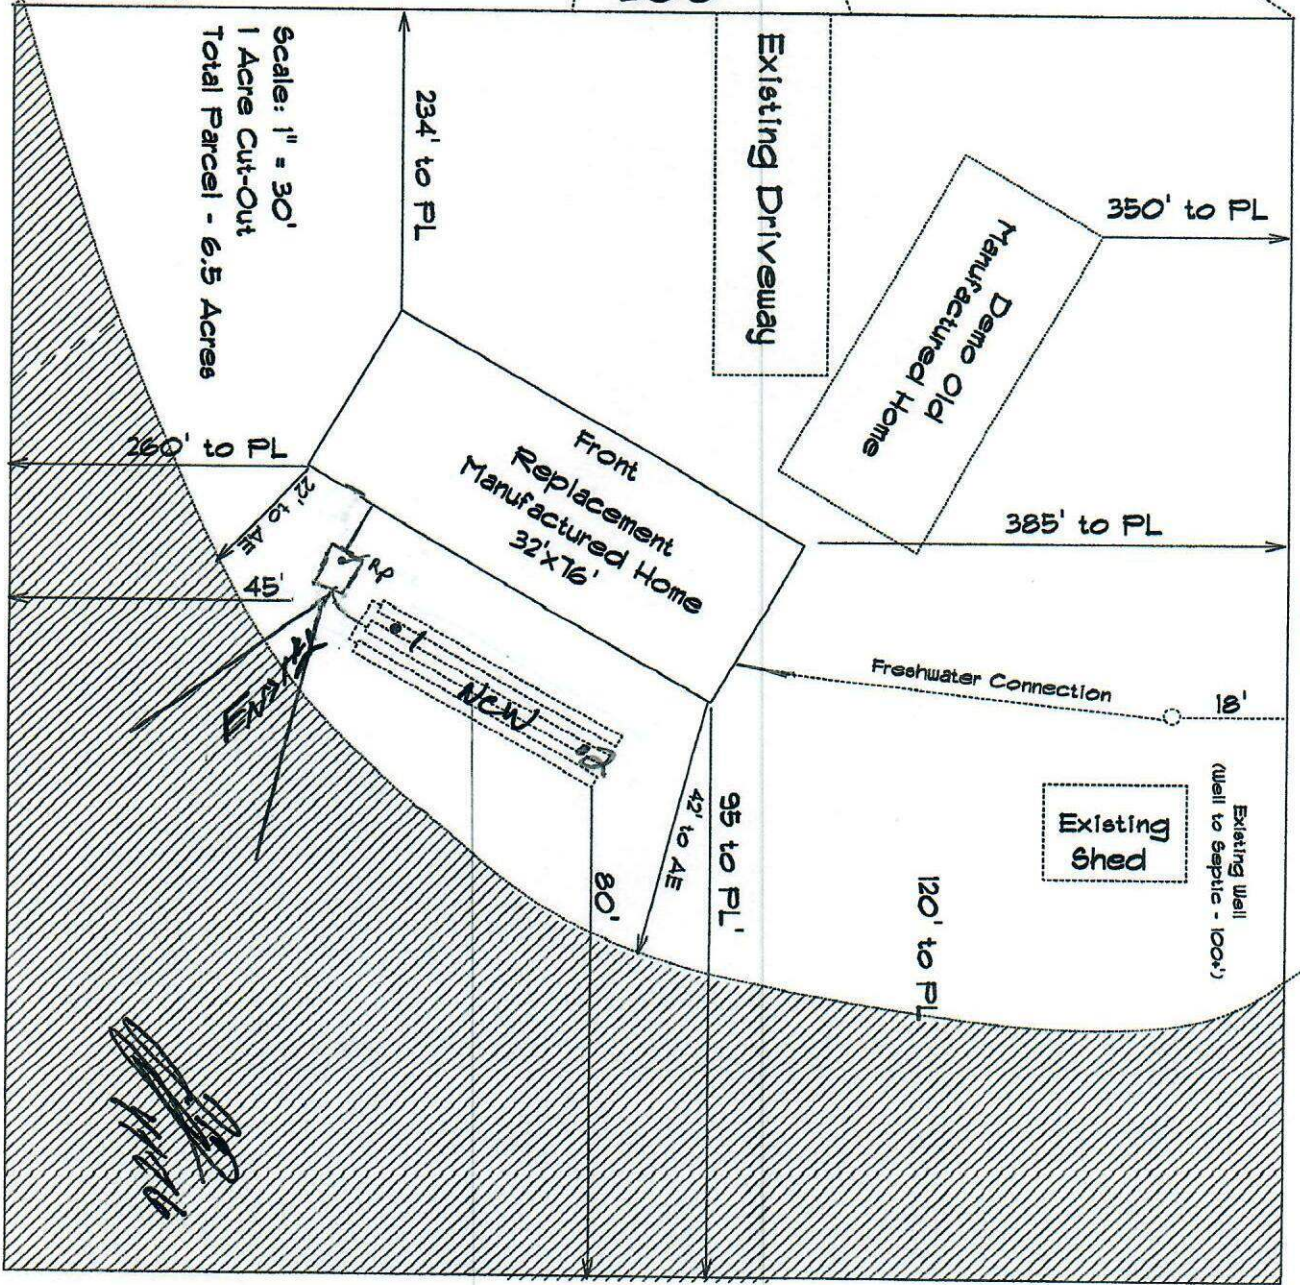 Scale: 1" = 30'
1 Acre Cut-Out
Total Parcel - 6.5 Acres
234' to PL
Existing Driveway
350' to PL
Demo Old
Manufactured Home
Front
Replacement
Manufactured Home
32'x76'
260' to PL
22' to AE
385' to PL
45'
RP
1
New
2
Freshwater Connection
18'
Existing Well
(Well to Septic - 100+')
Existing
Shed
42' to AE
95 to PL'
80'
120' to PL